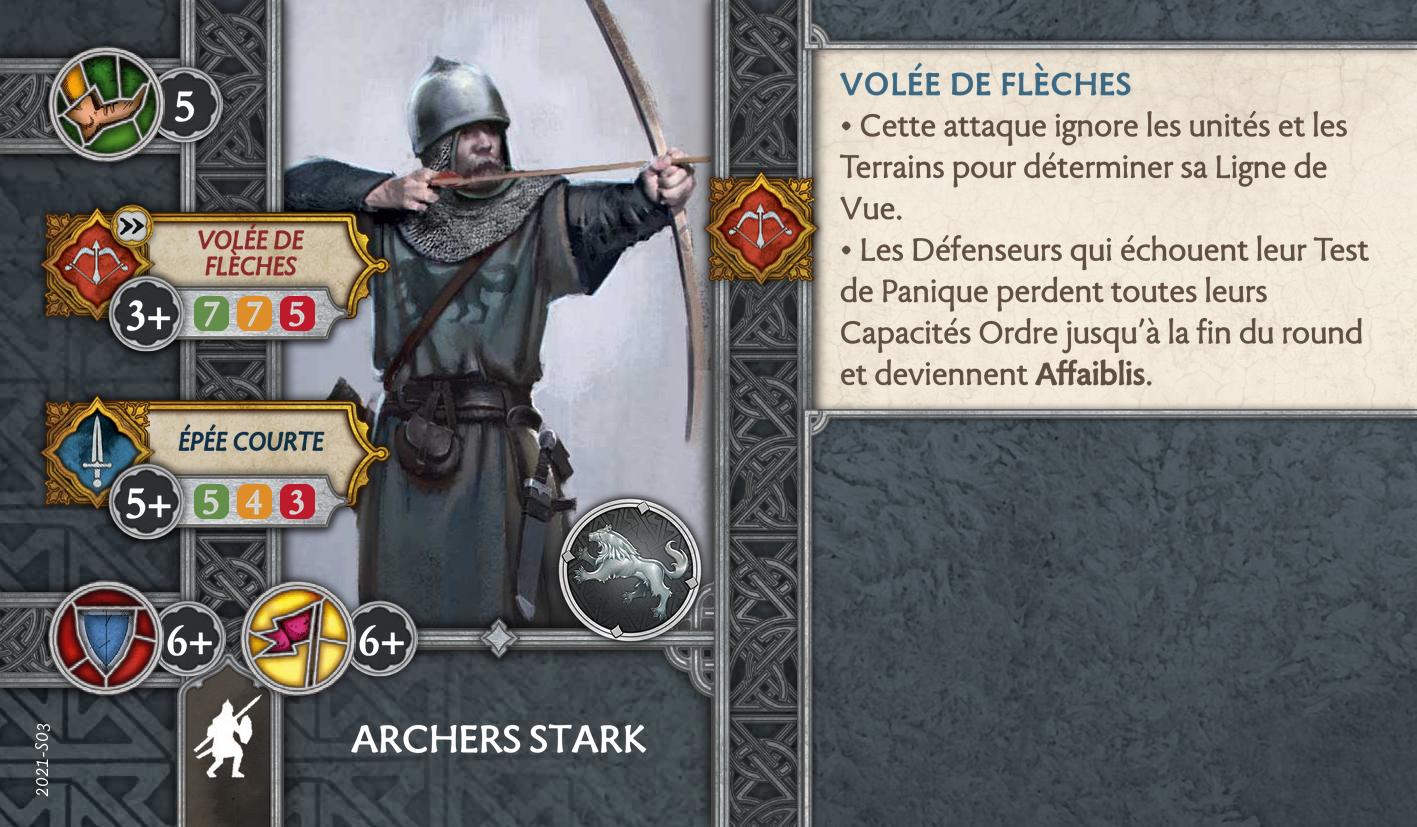 5
VOLÉE DE
FLÈCHES
3+ 7 7 5
ÉPÉE COURTE
5+ 5 4 3
6+ 6+
ARCHERS STARK
2021-S03
VOLÉE DE FLÈCHES
• Cette attaque ignore les unités et les
Terrains pour déterminer sa Ligne de
Vue.
• Les Défenseurs qui échouent leur Test
de Panique perdent toutes leurs
Capacités Ordre jusqu'à la fin du round
et deviennent Affaiblis.